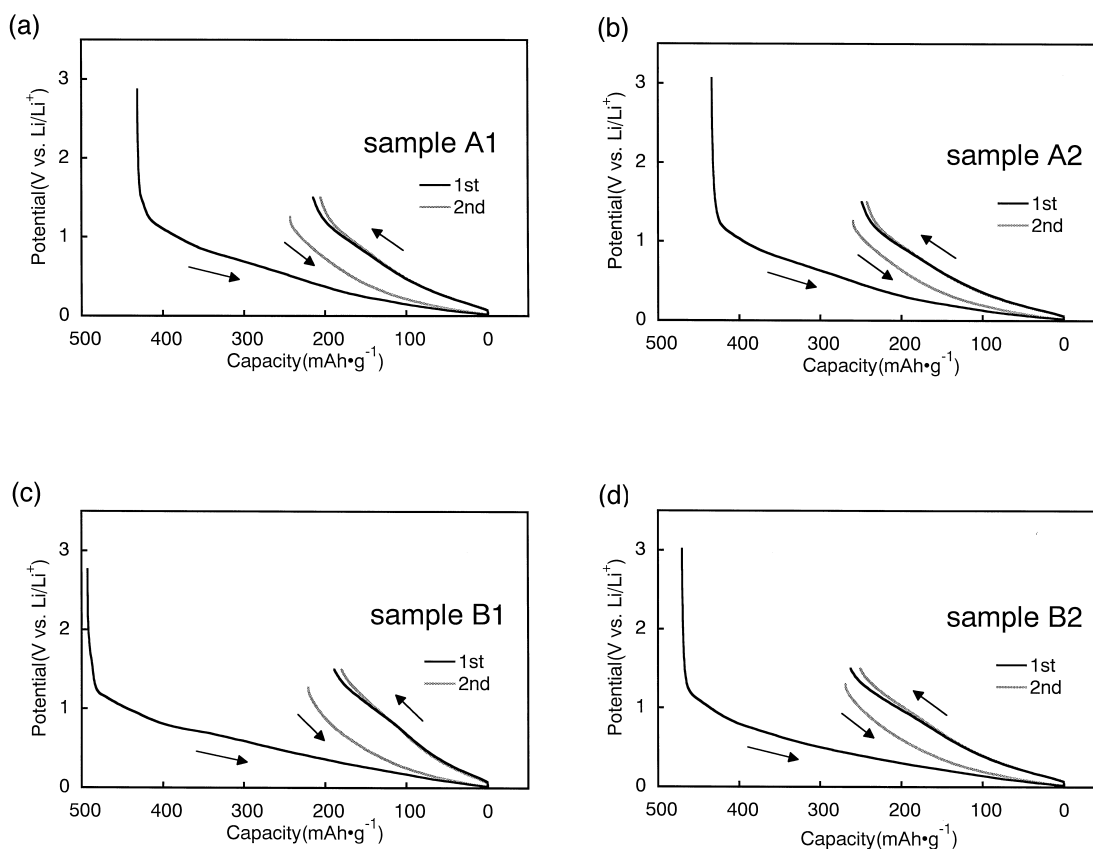 (a)
Potential(V vs. Li/Li+)
3
2
1
0
sample A1
1st
2nd
500 400 300 200 100 0
Capacity(mAh•g-1)
(b)
Potential(V vs. Li/Li+)
3
2
1
0
sample A2
1st
2nd
500 400 300 200 100 0
Capacity(mAh•g-1)
(c)
Potential(V vs. Li/Li+)
3
2
1
0
sample B1
1st
2nd
500 400 300 200 100 0
Capacity(mAh•g-1)
(d)
Potential(V vs. Li/Li+)
3
2
1
0
sample B2
1st
2nd
500 400 300 200 100 0
Capacity(mAh•g-1)